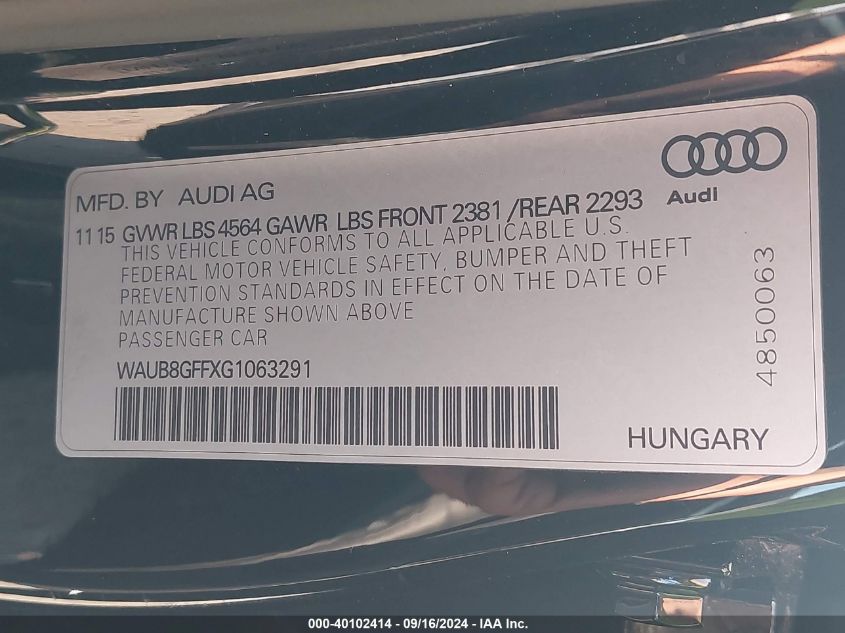 MFD. BY AUDI AG
Audi
11 15 GVWR LBS 4564 GAWR LBS FRONT 2381 /REAR 2293
THIS VEHICLE CONFORMS TO ALL APPLICABLE U.S.
FEDERAL MOTOR VEHICLE SAFETY, BUMPER AND THEFT
PREVENTION STANDARDS IN EFFECT ON THE DATE OF
MANUFACTURE SHOWN ABOVE
PASSENGER CAR
WAUB8GFFXG1063291
4850063
HUNGARY
000-40102414 - 09/16/2024 - IAA Inc.